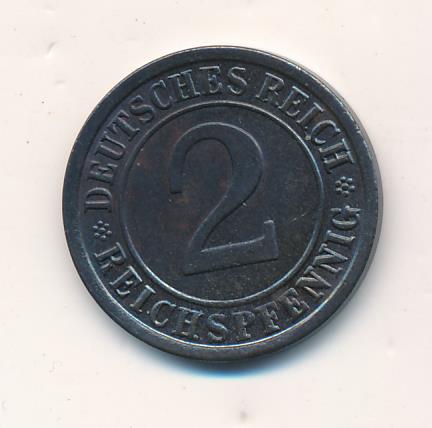 DEUTSCHES REICH
2
REICHSPFENNIG